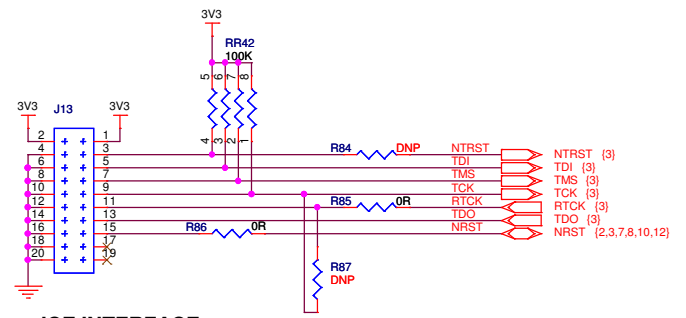 3V3
RR42
100K
5 6 7 8
4 3 2 1
3V3 J13 3V3
2 1
4 3
6 5
8 7
10 9
12 11
14 13
16 15
18 17
20 19
R84 DNP NTRST NTRST {3}
TDI TDI {3}
TMS TMS {3}
TCK TCK {3}
R85 0R RTCK RTCK {3}
TDO TDO {3}
R86 0R NRST NRST {2,3,7,8,10,12}
R87
DNP